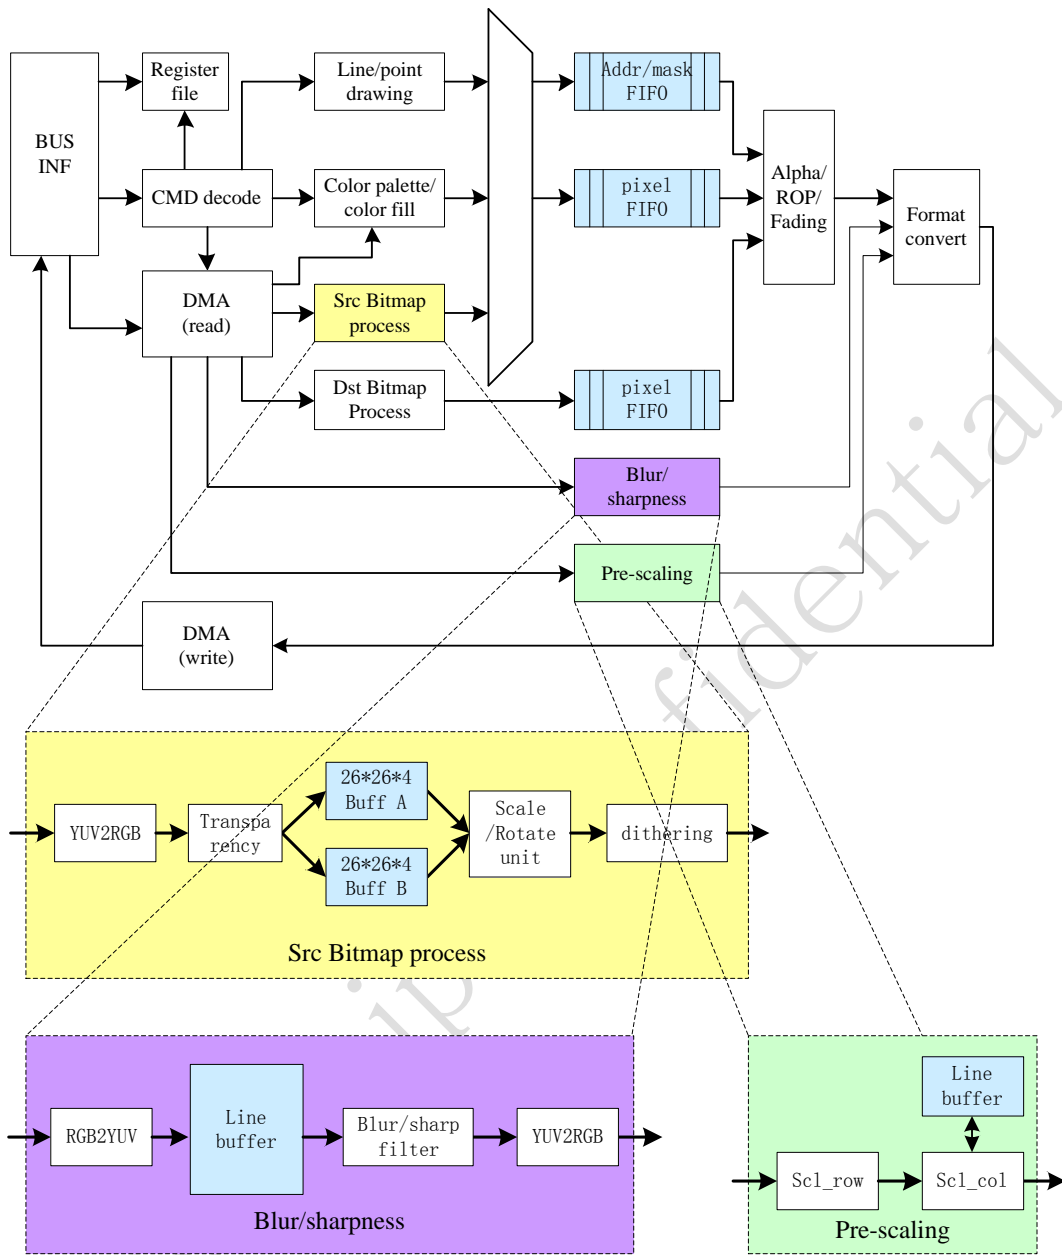 Register
file
Line/point
drawing
Addr/mask
FIFO
BUS
INF
CMD decode
Color palette/
color fill
pixel
FIFO
Alpha/
ROP/
Fading
Format
convert
DMA
(read)
Src Bitmap
process
Dst Bitmap
Process
pixel
FIFO
Blur/
sharpness
Pre-scaling
DMA
(write)
YUV2RGB
Transpa
rency
26*26*4
Buff A
26*26*4
Buff B
Scale
/Rotate
unit
dithering
Src Bitmap process
RGB2YUV
Line
buffer
Blur/sharp
filter
YUV2RGB
Blur/sharpness
Line
buffer
Scl_row
Scl_col
Pre-scaling